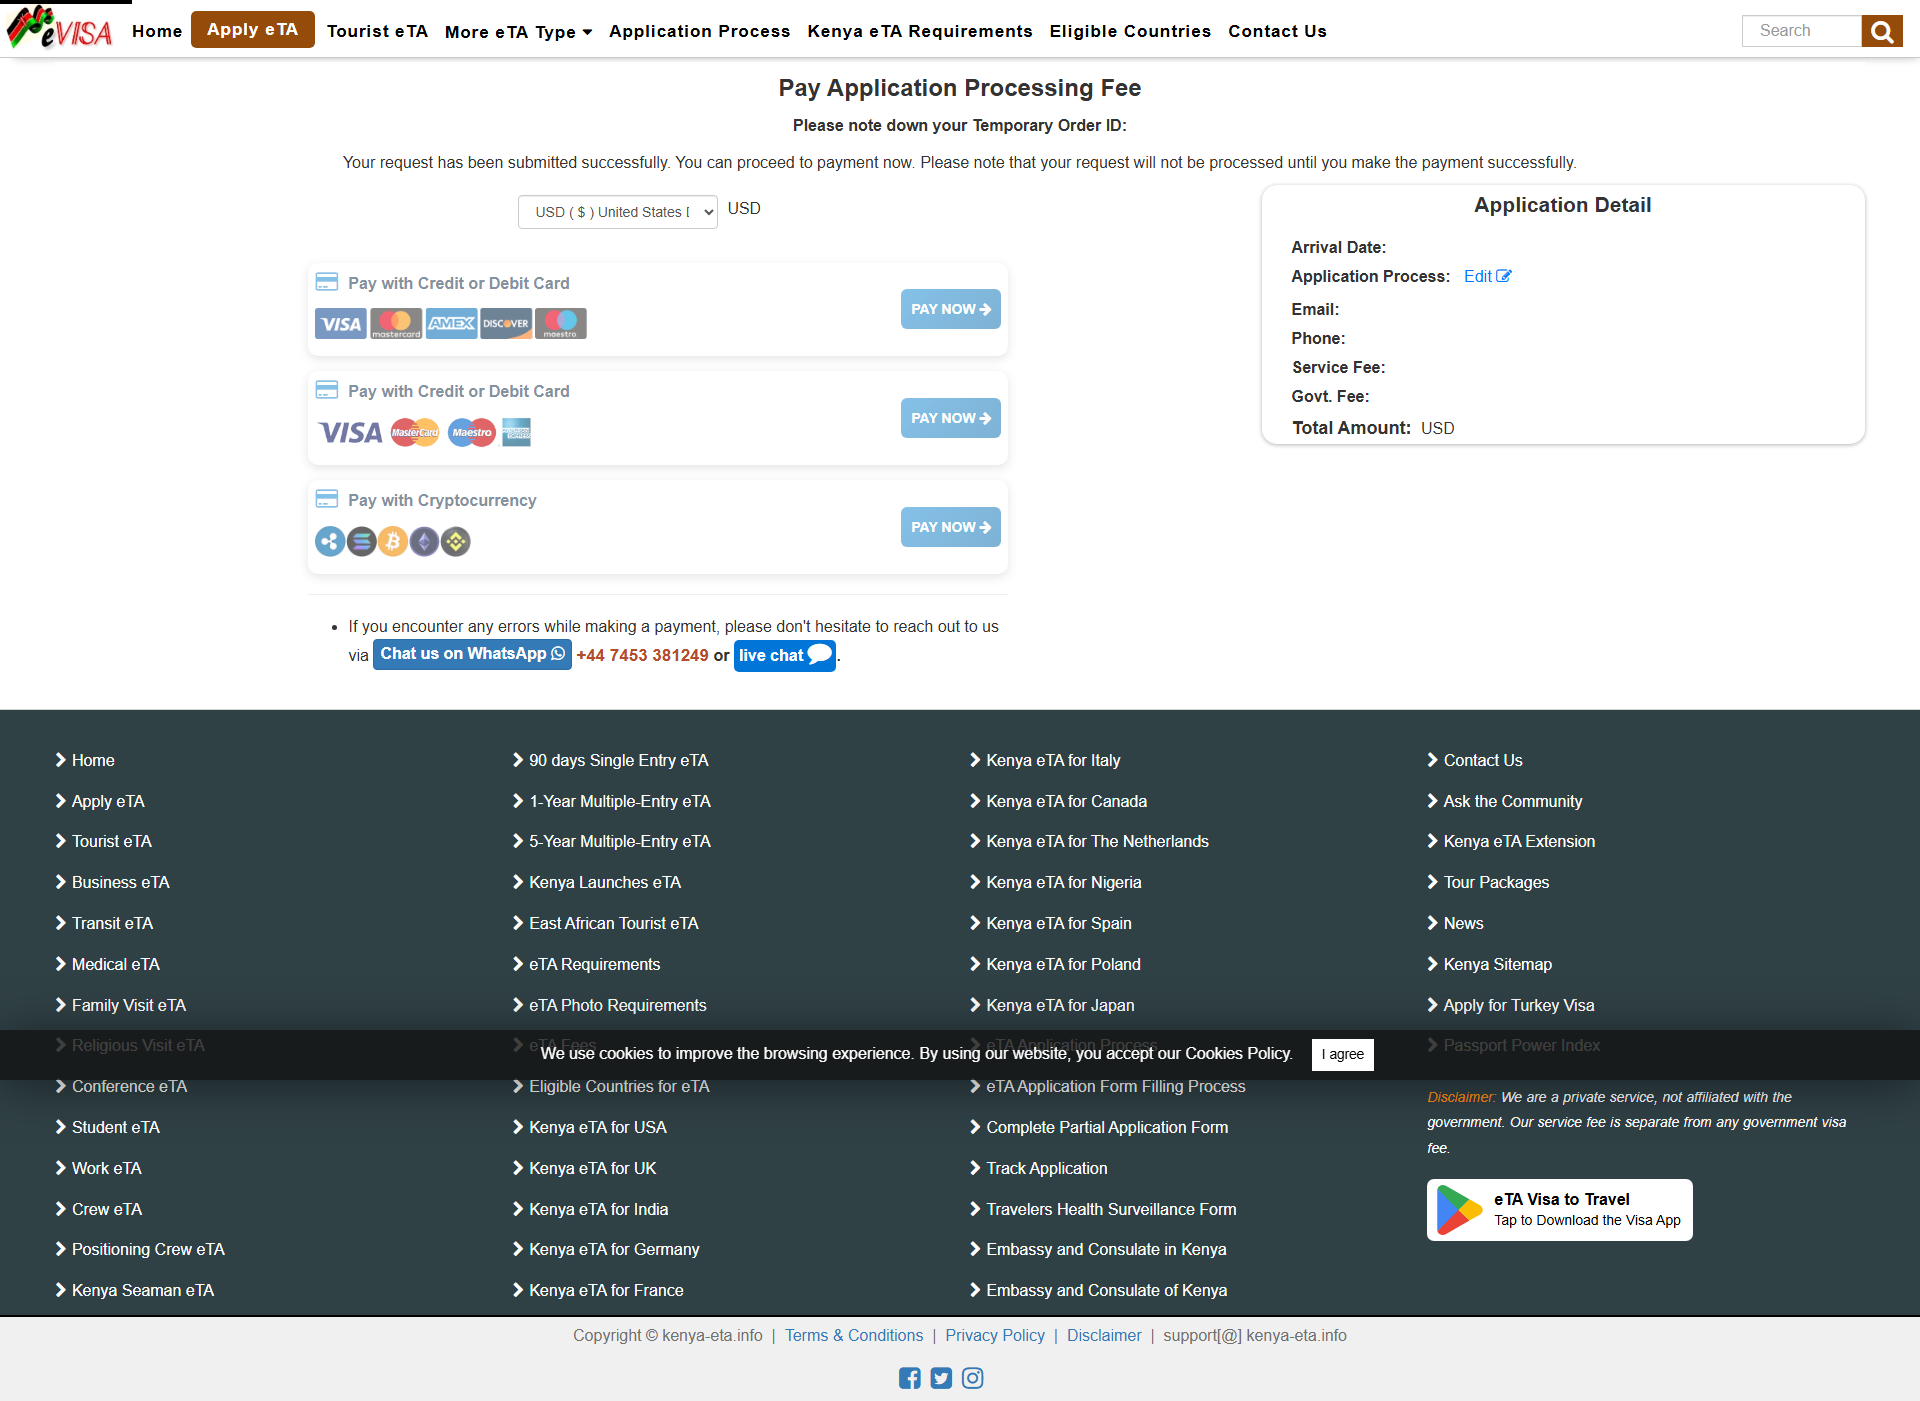 eVISA
Home
Apply eTA
Tourist eTA
More eTA Type
Application Process
Kenya eTA Requirements
Eligible Countries
Contact Us
Search
Pay Application Processing Fee
Please note down your Temporary Order ID:
Your request has been submitted successfully. You can proceed to payment now. Please note that your request will not be processed until you make the payment successfully.
USD ( $ ) United States
USD
Pay with Credit or Debit Card
VISA mastercard AMEX DISCOVER maestro
PAY NOW
Pay with Credit or Debit Card
VISA MasterCard Maestro
PAY NOW
Pay with Cryptocurrency
PAY NOW
If you encounter any errors while making a payment, please don't hesitate to reach out to us
via Chat us on WhatsApp +44 7453 381249 or live chat .
Application Detail
Arrival Date:
Application Process: Edit
Email:
Phone:
Service Fee:
Govt. Fee:
Total Amount: USD
Home
Apply eTA
Tourist eTA
Business eTA
Transit eTA
Medical eTA
Family Visit eTA
Religious Visit eTA
Conference eTA
Student eTA
Work eTA
Crew eTA
Positioning Crew eTA
Kenya Seaman eTA
90 days Single Entry eTA
1-Year Multiple-Entry eTA
5-Year Multiple-Entry eTA
Kenya Launches eTA
East African Tourist eTA
eTA Requirements
eTA Photo Requirements
eTA Fees
Eligible Countries for eTA
Kenya eTA for USA
Kenya eTA for UK
Kenya eTA for India
Kenya eTA for Germany
Kenya eTA for France
Kenya eTA for Italy
Kenya eTA for Canada
Kenya eTA for The Netherlands
Kenya eTA for Nigeria
Kenya eTA for Spain
Kenya eTA for Poland
Kenya eTA for Japan
eTA Application Process
eTA Application Form Filling Process
Complete Partial Application Form
Track Application
Travelers Health Surveillance Form
Embassy and Consulate in Kenya
Embassy and Consulate of Kenya
Contact Us
Ask the Community
Kenya eTA Extension
Tour Packages
News
Kenya Sitemap
Apply for Turkey Visa
Passport Power Index
Disclaimer: We are a private service, not affiliated with the
government. Our service fee is separate from any government visa
fee.
eTA Visa to Travel
Tap to Download the Visa App
We use cookies to improve the browsing experience. By using our website, you accept our Cookies Policy.
I agree
Copyright © kenya-eta.info | Terms & Conditions | Privacy Policy | Disclaimer | support[@] kenya-eta.info